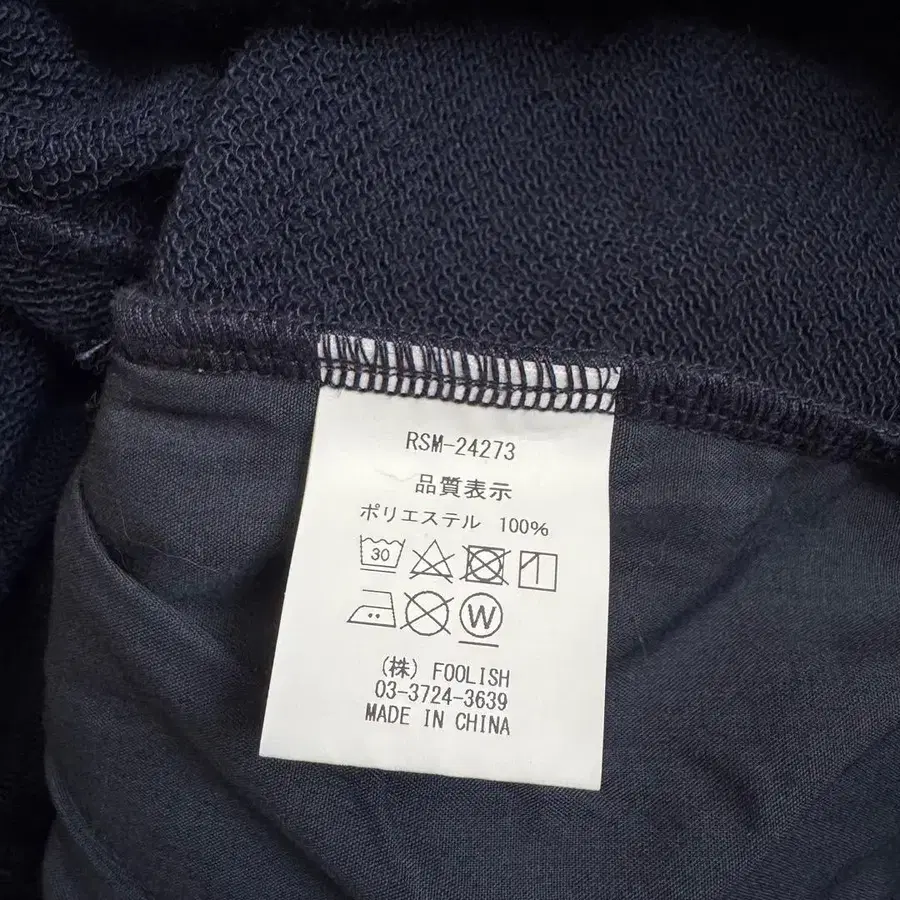 RSM-24273
品質表示
ポリエステル 100%
30
W
(株) FOOLISH
03-3724-3639
MADE IN CHINA